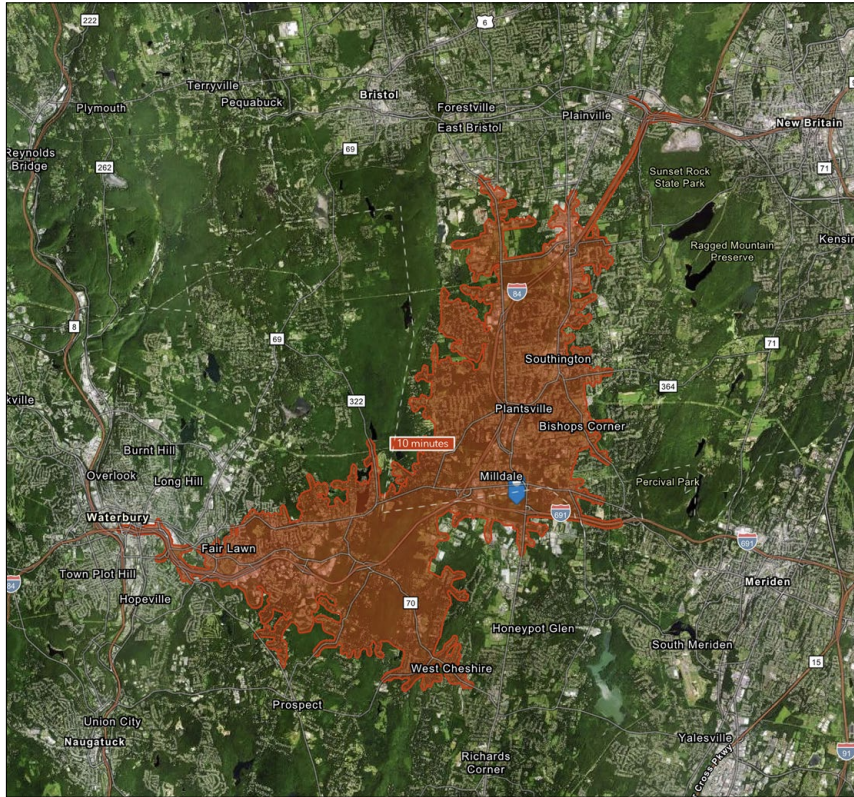 222
6
Terryville
Bristol
Plymouth
Pequabuck
Forestville
Plainville
East Bristol
New Britain
Reynolds
Bridge
69
262
71
Sunset Rock
State Park
Ragged Mountain
Preserve
Kensin
84
8
69
71
Southington
364
kville
322
Plantsville
Bishops Corner
10 minutes
Burnt Hill
Overlook
Long Hill
Milldale
Percival Park
Waterbury
691
691
Fair Lawn
Town Plot Hill
84
Meriden
Hopeville
70
Honeypot Glen
South Meriden
West Cheshire
15
Prospect
Union City
Naugatuck
Yalesville
91
Richards
Corner
r Cross Pkwy